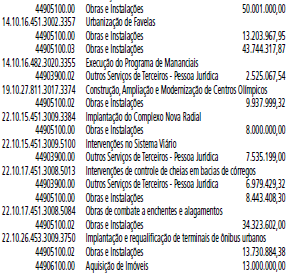 44905100.00 Obras e Instalações 50.001.000,00
14.10.16.451.3002.3357 Urbanização de Favelas
44905100.00 Obras e Instalações 13.203.967,95
44905100.03 Obras e Instalações 43.744.317,87
14.10.16.482.3020.3355 Execução do Programa de Mananciais
44903900.02 Outros Serviços de Terceiros - Pessoa Jurídica 2.525.067,54
19.10.27.811.3017.3374 Construção, Ampliação e Modernização de Centros Olímpicos
44905100.02 Obras e Instalações 9.937.999,32
22.10.15.451.3009.3384 Implantação do Complexo Nova Radial
44905100.00 Obras e Instalações 8.000.000,00
22.10.15.451.3009.5100 Intervenções no Sistema Viário
44903900.00 Outros Serviços de Terceiros - Pessoa Jurídica 7.535.199,00
22.10.17.451.3008.5013 Intervenções de controle de cheias em bacias de córregos
44903900.00 Outros Serviços de Terceiros - Pessoa Jurídica 6.979.429,32
44905100.00 Obras e Instalações 8.443.408,30
22.10.17.451.3008.5084 Obras de combate a enchentes e alagamentos
44905100.02 Obras e Instalações 34.323.602,00
22.10.26.453.3009.3750 Implantação e requalificação de terminais de ônibus urbanos
44905100.02 Obras e Instalações 13.730.884,38
44906100.00 Aquisição de Imóveis 13.000.000,00